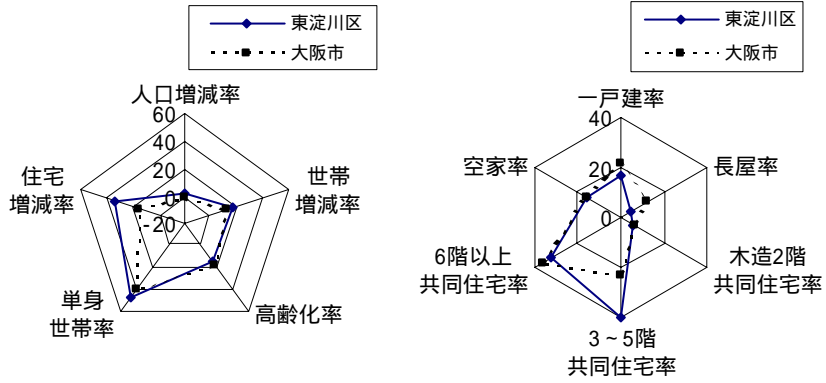 東淀川区
大阪市
人口増減率
60
40
20
0
-20
世帯
増減率
高齢化率
単身
世帯率
住宅
増減率
東淀川区
大阪市
一戸建率
40
20
0
長屋率
木造2階
共同住宅率
3~5階
共同住宅率
6階以上
共同住宅率
空家率